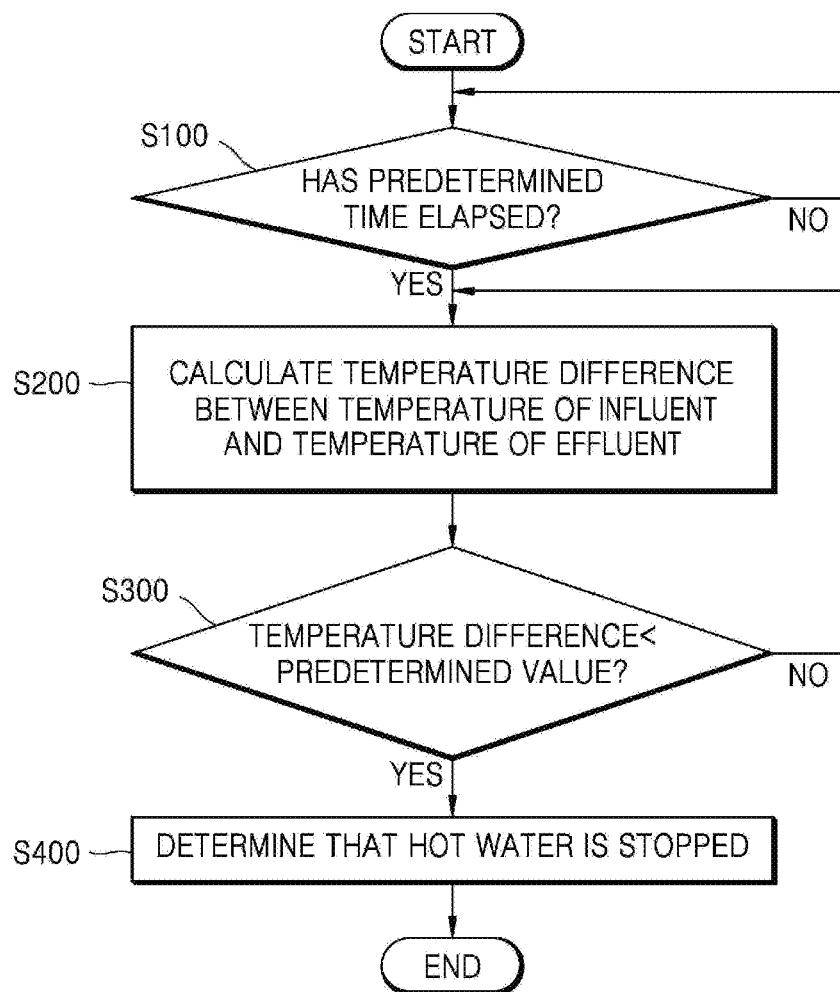 START
S100
HAS PREDETERMINED
TIME ELAPSED?
NO
YES
S200
CALCULATE TEMPERATURE DIFFERENCE
BETWEEN TEMPERATURE OF INFLUENT
AND TEMPERATURE OF EFFLUENT
S300
TEMPERATURE DIFFERENCE<
PREDETERMINED VALUE?
NO
YES
S400
DETERMINE THAT HOT WATER IS STOPPED
END